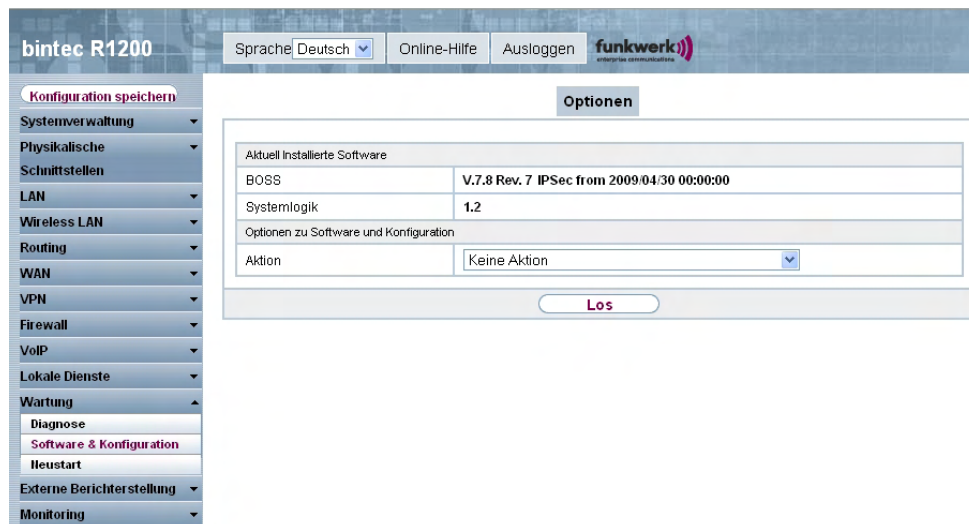 bintec R1200
Sprache Deutsch
Online-Hilfe
Ausloggen
funkwerk
enterprise communications
Konfiguration speichern
Systemverwaltung
Physikalische
Schnittstellen
LAN
Wireless LAN
Routing
WAN
VPN
Firewall
VoIP
Lokale Dienste
Wartung
Diagnose
Software & Konfiguration
Neustart
Externe Berichterstellung
Monitoring
Optionen
Aktuell Installierte Software
BOSS V.7.8 Rev. 7 IPSec from 2009/04/30 00:00:00
Systemlogik 1.2
Optionen zu Software und Konfiguration
Aktion Keine Aktion
Los